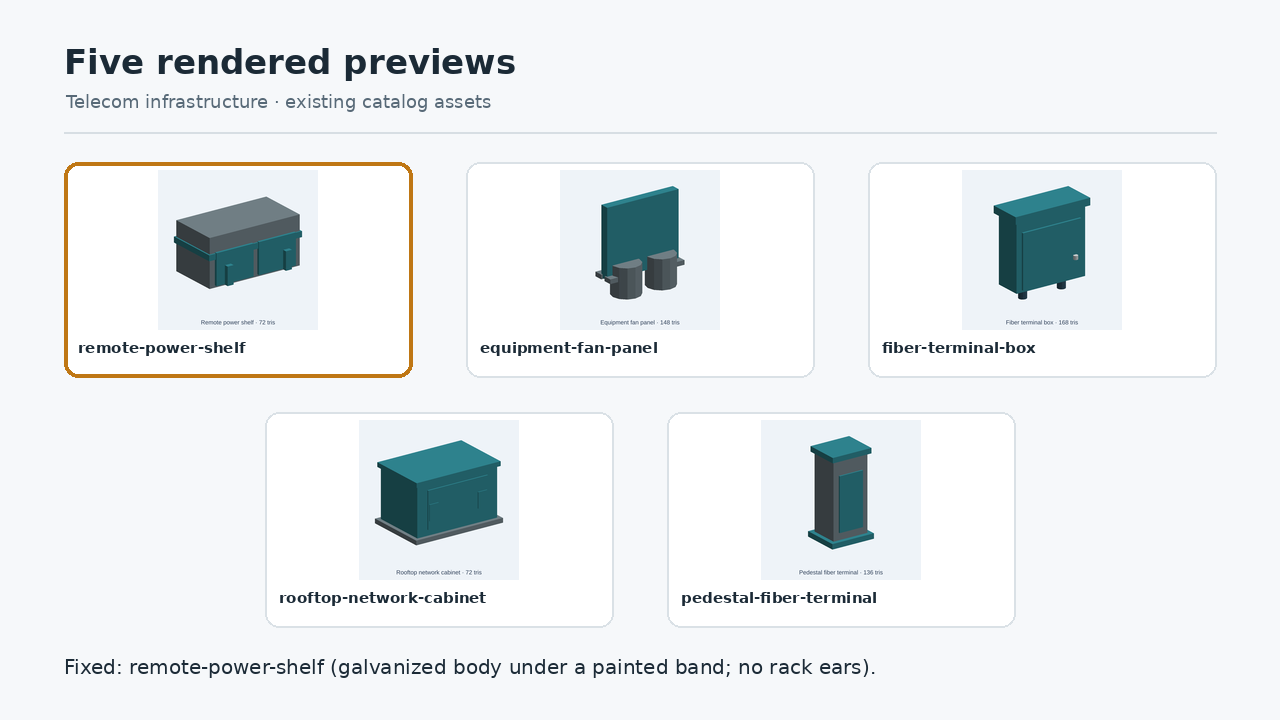 Five rendered previews
Telecom infrastructure · existing catalog assets
Remote power shelf · 72 tris
remote-power-shelf
Equipment fan panel · 148 tris
equipment-fan-panel
Fiber terminal box · 168 tris
fiber-terminal-box
Rooftop network cabinet · 72 tris
rooftop-network-cabinet
Pedestal fiber terminal · 136 tris
pedestal-fiber-terminal
Fixed: remote-power-shelf (galvanized body under a painted band; no rack ears).